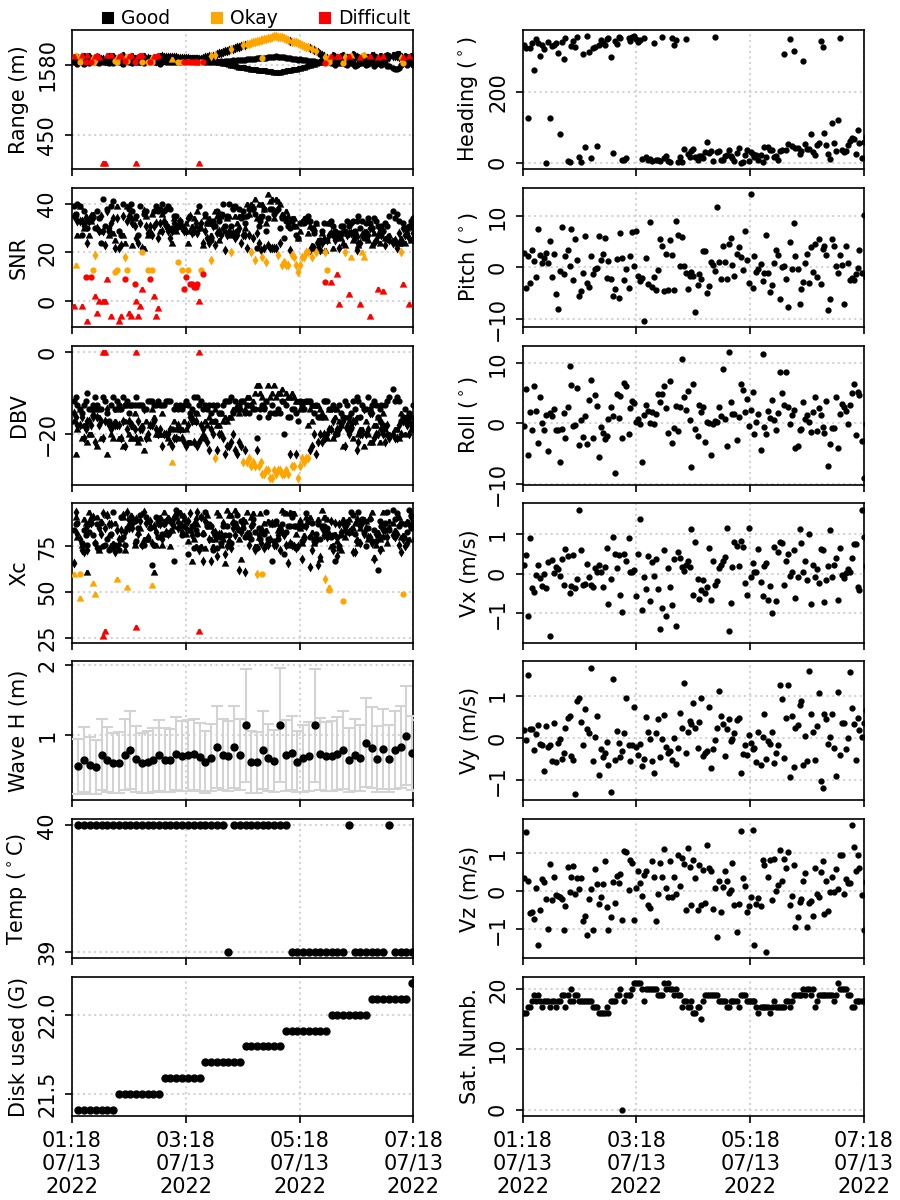 Good Okay Difficult
Range (m)
1580
450
Heading (°)
200
0
SNR
40
20
0
Pitch (°)
10
0
−10
DBV
0
−20
Roll (°)
10
0
−10
Xc
75
50
25
Vx (m/s)
1
0
−1
Wave H (m)
2
1
Vy (m/s)
1
0
−1
Temp (°C)
40
39
Vz (m/s)
1
0
−1
Disk used (G)
22.0
21.5
Sat. Numb.
20
10
0
01:18 03:18 05:18 07:18
07/13 07/13 07/13 07/13
2022 2022 2022 2022
01:18 03:18 05:18 07:18
07/13 07/13 07/13 07/13
2022 2022 2022 2022